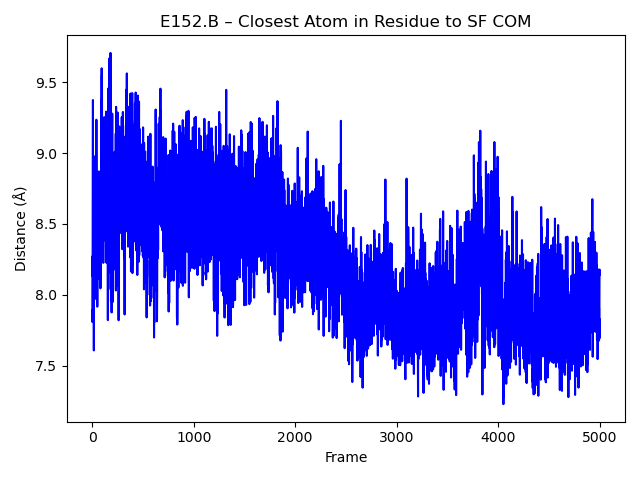 E152.B – Closest Atom in Residue to SF COM
Distance (Å)
9.5
9.0
8.5
8.0
7.5
0 1000 2000 3000 4000 5000
Frame